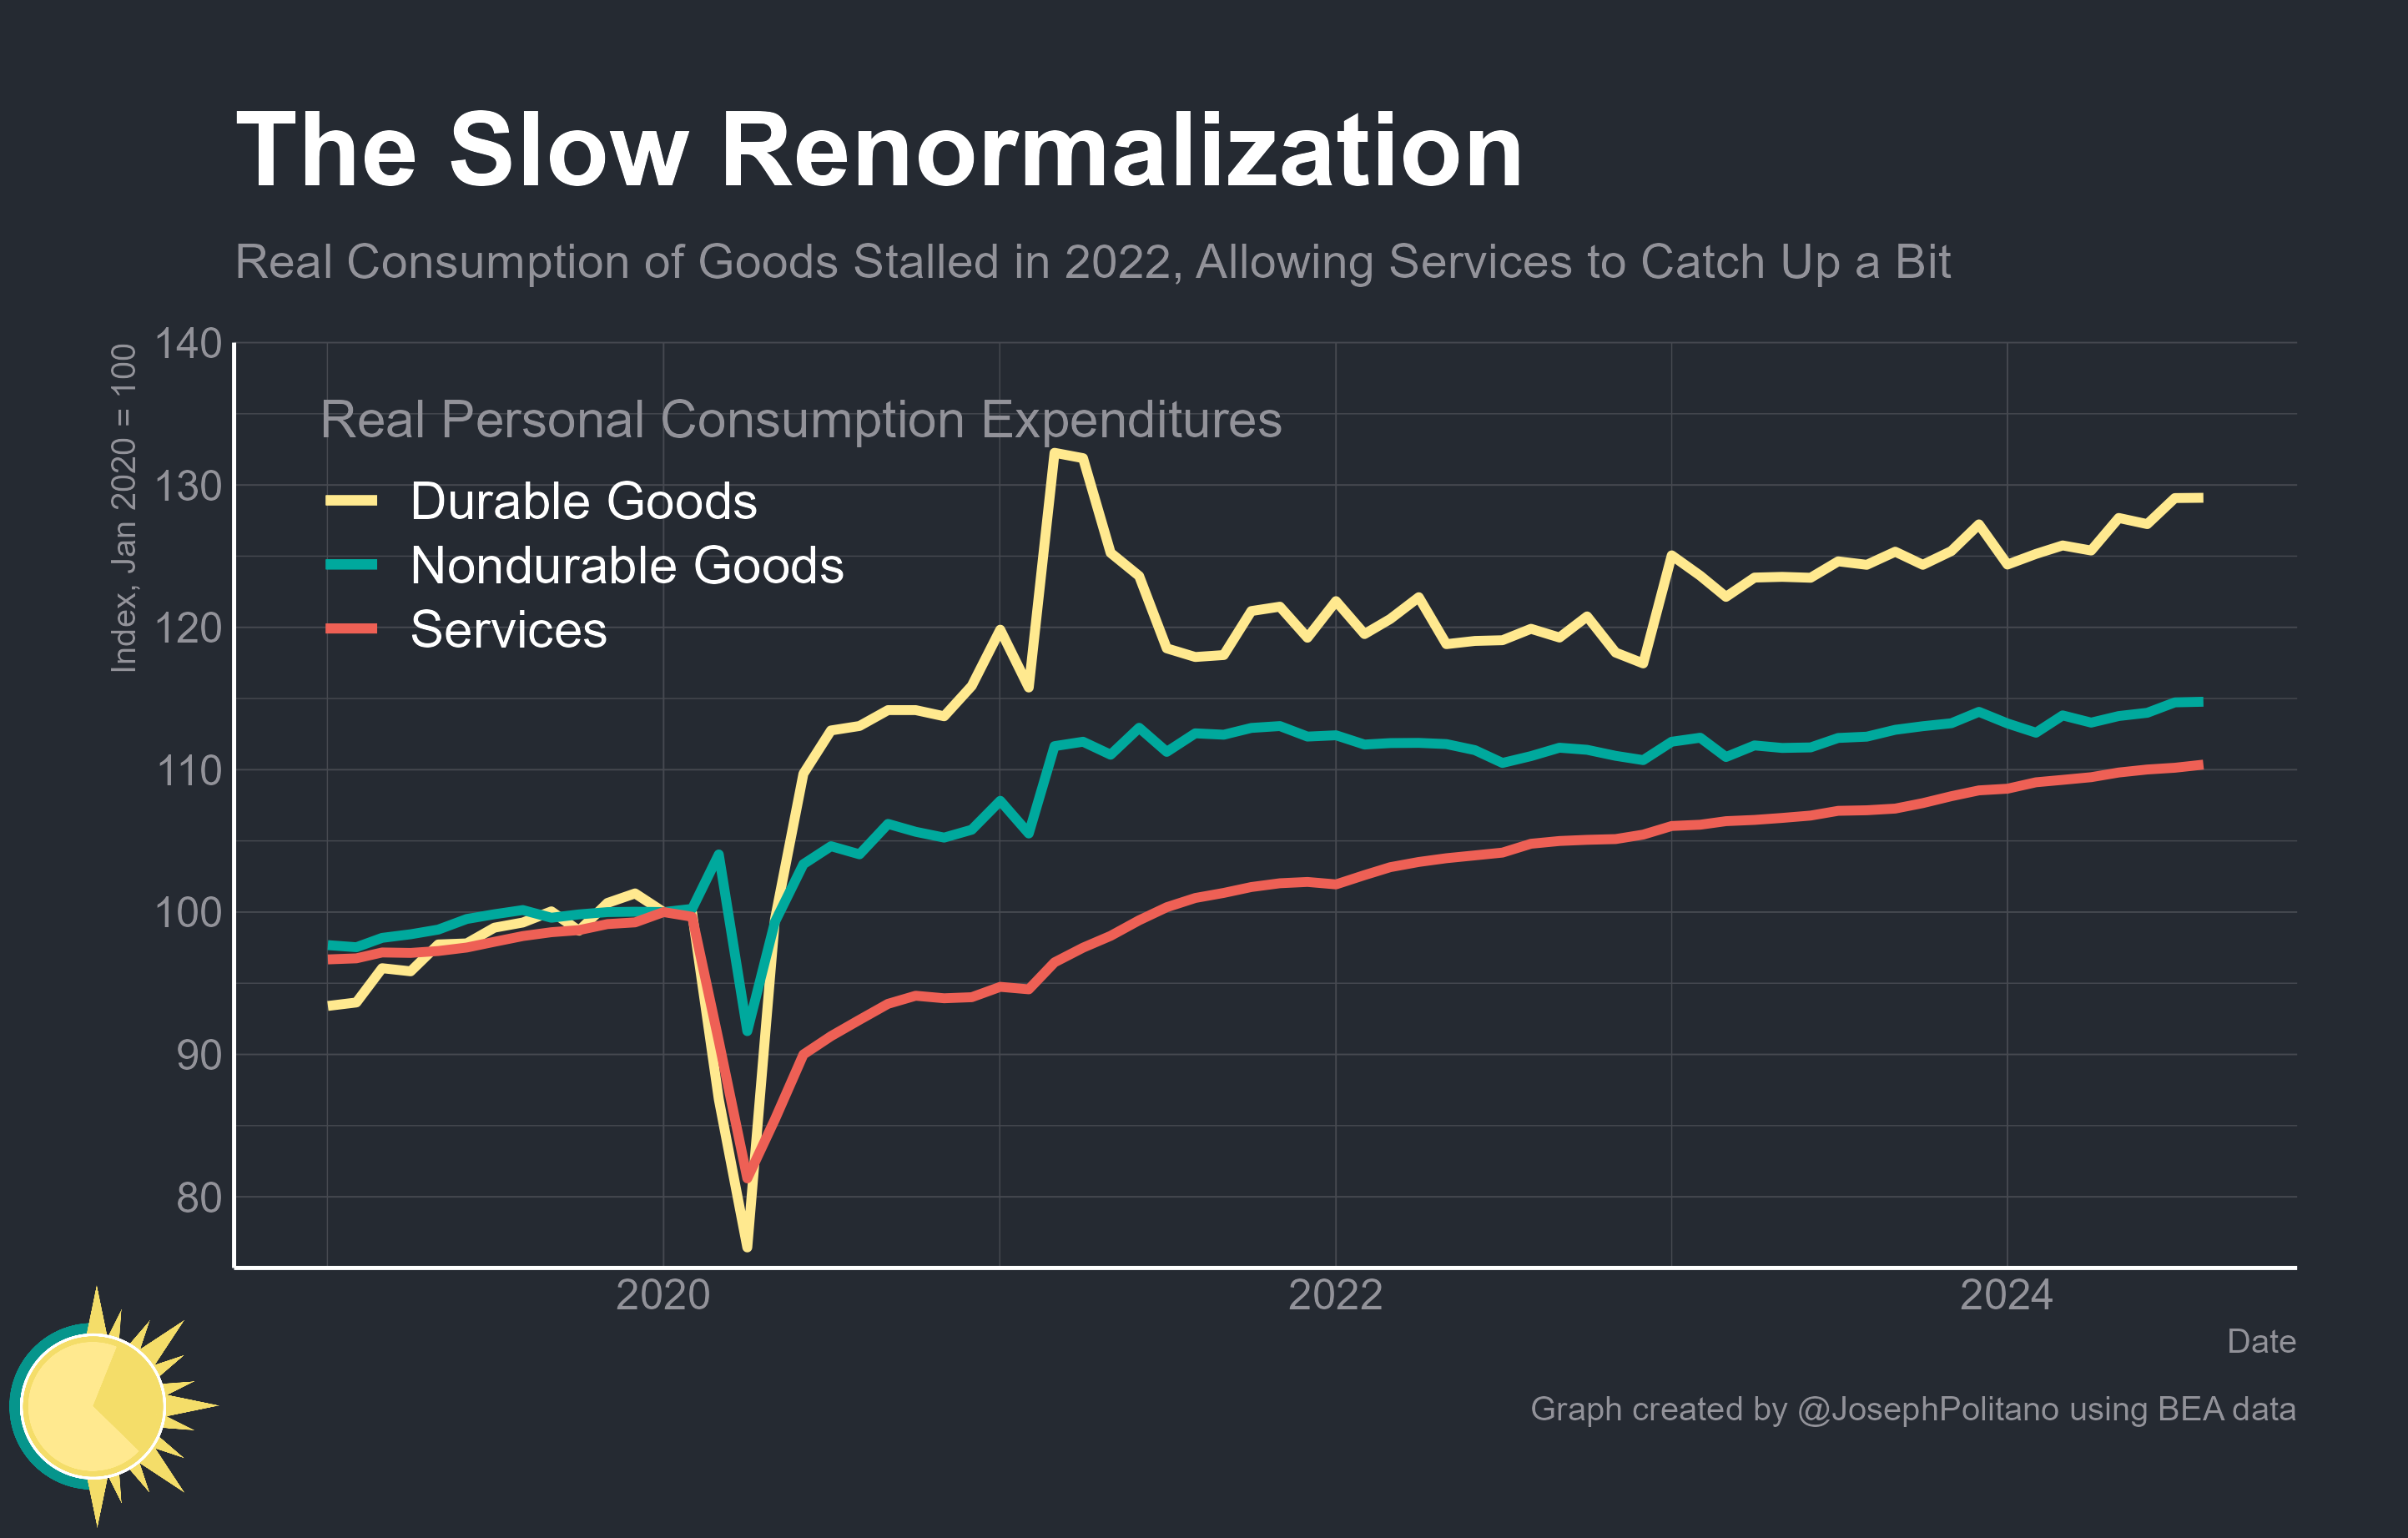 The Slow Renormalization
Real Consumption of Goods Stalled in 2022, Allowing Services to Catch Up a Bit
Index, Jan 2020 = 100
140
130
120
110
100
90
80
Real Personal Consumption Expenditures
Durable Goods
Nondurable Goods
Services
2020
2022
2024
Date
Graph created by @JosephPolitano using BEA data